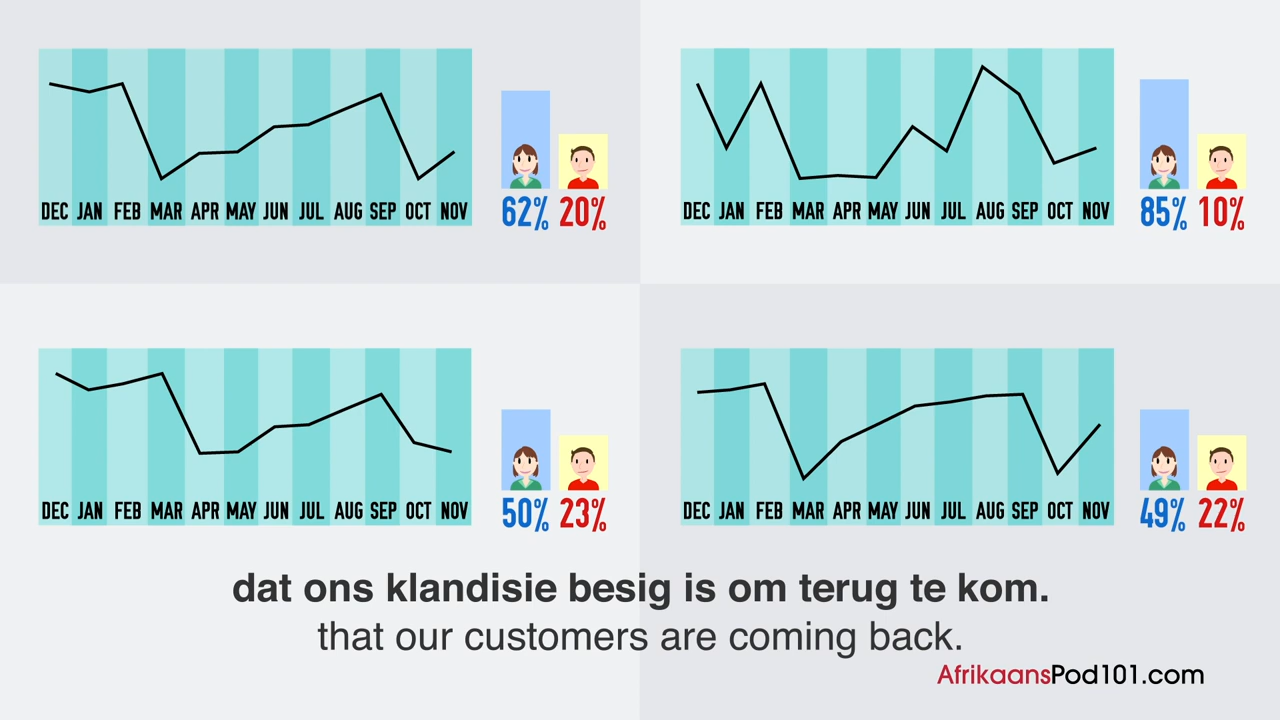 DEC JAN FEB MAR APR MAY JUN JUL AUG SEP OCT NOV
62% 20%
DEC JAN FEB MAR APR MAY JUN JUL AUG SEP OCT NOV
85% 10%
DEC JAN FEB MAR APR MAY JUN JUL AUG SEP OCT NOV
50% 23%
DEC JAN FEB MAR APR MAY JUN JUL AUG SEP OCT NOV
49% 22%
dat ons klandisie besig is om terug te kom.
that our customers are coming back.
AfrikaansPod101.com